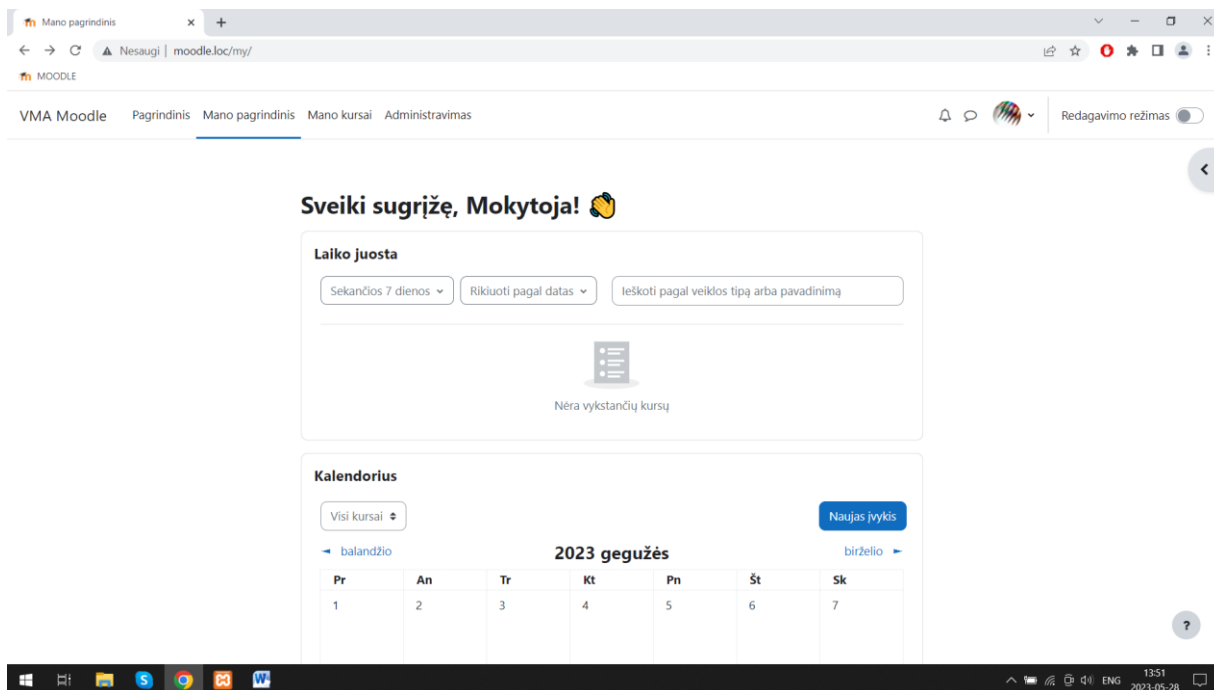 Mano pagrindinis
Nesaugi | moodle.loc/my/
MOODLE
VMA Moodle Pagrindinis Mano pagrindinis Mano kursai Administravimas Redagavimo režimas
Sveiki sugrįžę, Mokytoja!
Laiko juosta
Sekančios 7 dienos Rikiuoti pagal datas Ieškoti pagal veiklos tipą arba pavadinimą
Nėra vykstančių kursų
Kalendorius
Visi kursai Naujas įvykis
◄ balandžio 2023 gegužės birželio ►
Pr An Tr Kt Pn Št Sk
1 2 3 4 5 6 7
?
ENG 13:51
2023-05-28